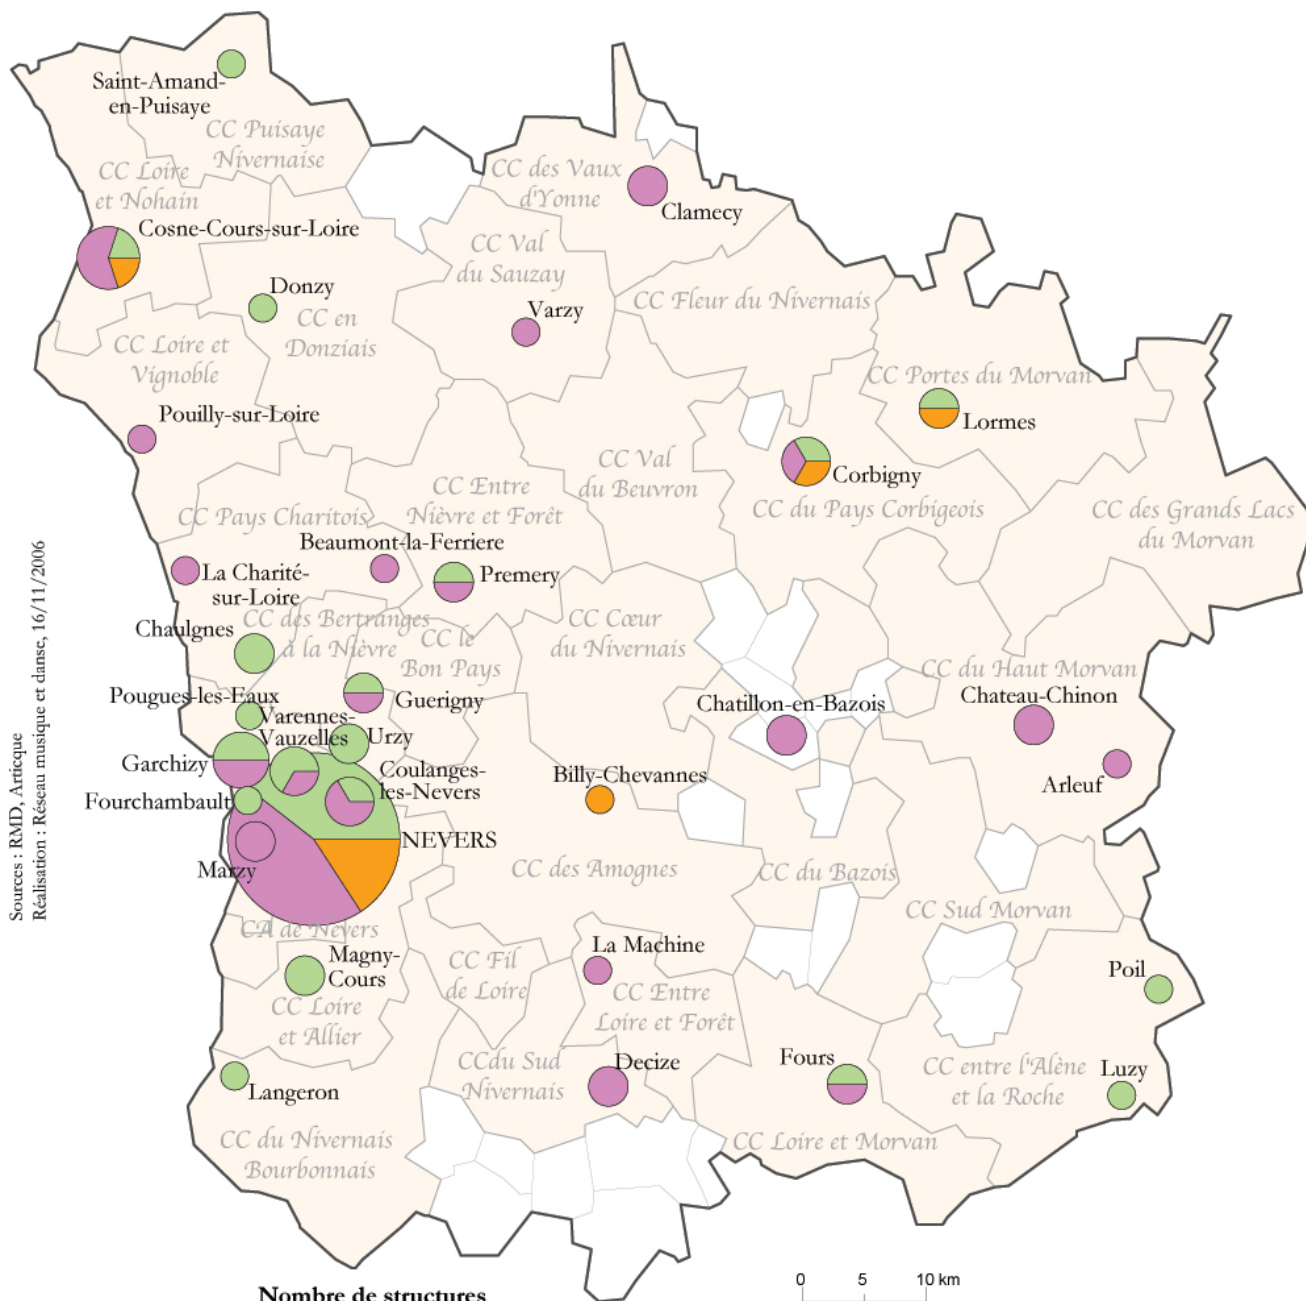 Saint-Amand-
en-Puisaye
CC Puisaye
Nivernaise
CC Loire
et Nohain
CC des Vaux
d'Yonne
Clamecy
Cosne-Cours-sur-Loire
CC Val
du Sauzay
Donzy
CC en
Donziais
Varzy
CC Fleur du Nivernais
CC Loire et
Vignoble
CC Portes du Morvan
Lormes
Pouilly-sur-Loire
Corbigny
CC Val
du Beuvron
CC du Pays Corbigeois
CC Entre
Nièvre et Forêt
CC Pays Charitois
CC des Grands Lacs
du Morvan
Beaumont-la-Ferriere
Premery
La Charité-
sur-Loire
CC des Bertranges
à la Nièvre
Chaulgnes
CC le
Bon Pays
CC Cœur
du Nivernais
CC du Haut Morvan
Pougues-les-Eaux
Guerigny
Chatillon-en-Bazois
Chateau-Chinon
Varennes-
Vauzelles
Urzy
Garchizy
Coulanges-
les-Nevers
Billy-Chevannes
Arleuf
Fourchambault
NEVERS
Marzy
CC des Amognes
CC du Bazois
CC Sud Morvan
CA de Nevers
Magny-
Cours
La Machine
CC Fil
de Loire
Poil
CC Loire
et Allier
CC Entre
Loire et Forêt
CCdu Sud
Nivernais
Decize
Fours
CC entre l'Alène
et la Roche
Luzy
Langeron
CC du Nivernais
Bourbonnais
CC Loire et Morvan
Sources : RMD, Articque
Réalisation : Réseau musique et danse, 16/11/2006
Nombre de structures
0 5 10 km